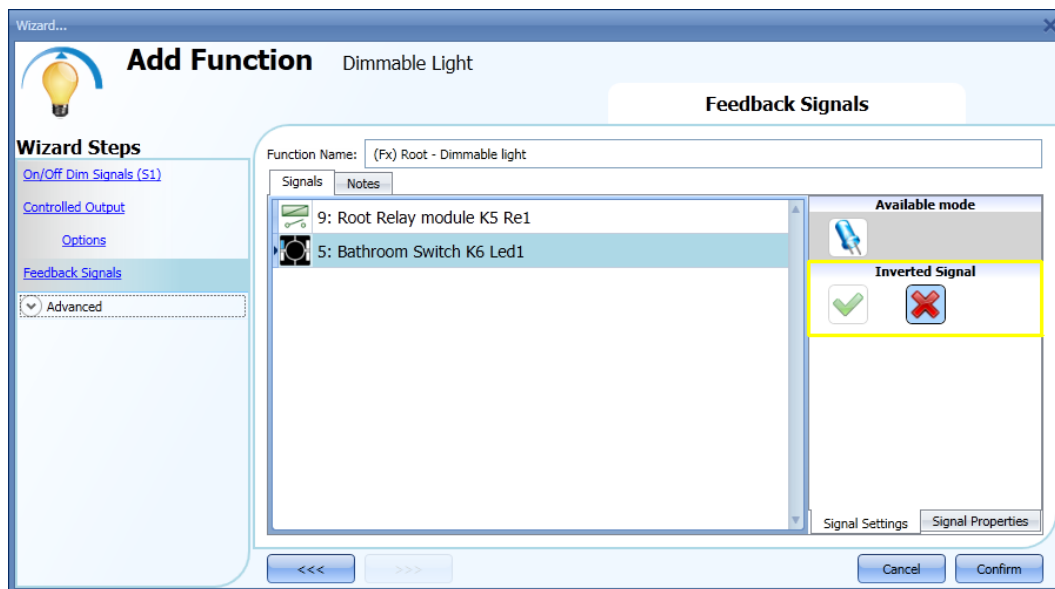 Wizard...
Add Function Dimmable Light
Feedback Signals
Wizard Steps
On/Off Dim Signals (S1)
Controlled Output
Options
Feedback Signals
Advanced
Function Name: (Fx) Root - Dimmable light
Signals Notes
9: Root Relay module K5 Re1
5: Bathroom Switch K6 Led1
Available mode
Inverted Signal
Signal Settings Signal Properties
<<< >>> Cancel Confirm